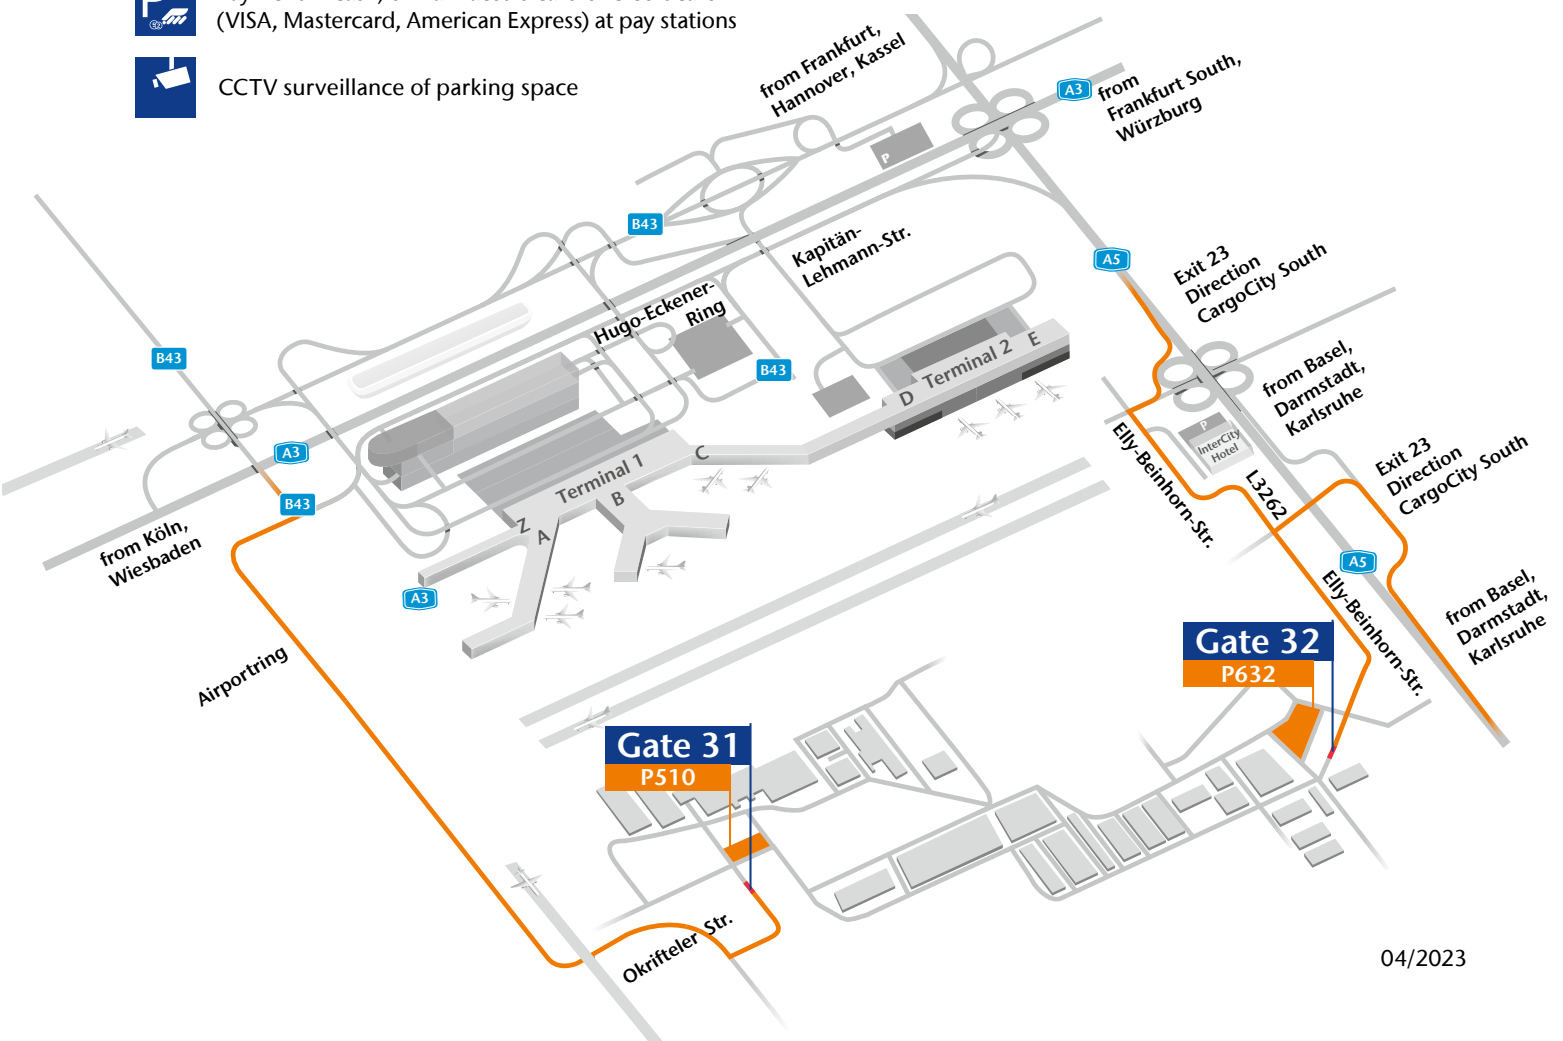 P
(VISA, Mastercard, American Express) at pay stations
CCTV surveillance of parking space
from Frankfurt,
Hannover, Kassel
A3
from
Frankfurt South,
Würzburg
P
B43
Kapitän-
Lehmann-Str.
A5
Exit 23
Direction
CargoCity South
Hugo-Eckener-
Ring
B43
B43
Terminal 2
D
E
from Basel,
Darmstadt,
Karlsruhe
P
InterCity
Hotel
Elly-Beinhorn-Str.
L3262
Exit 23
Direction
CargoCity South
A3
B43
from Köln,
Wiesbaden
Terminal 1
C
B
Z
A
A3
A5
Elly-Beinhorn-Str.
from Basel,
Darmstadt,
Karlsruhe
Airportring
Gate 32
P632
Gate 31
P510
Okrifteler Str.
04/2023